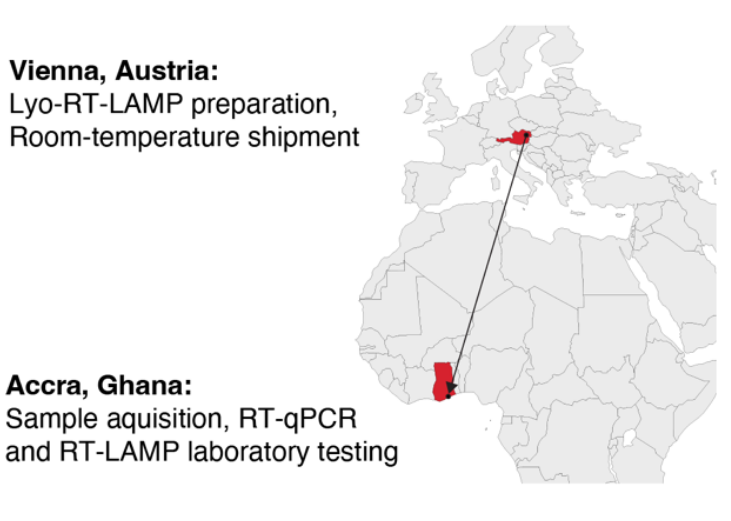 Vienna, Austria:
Lyo-RT-LAMP preparation,
Room-temperature shipment
Accra, Ghana:
Sample aquisition, RT-qPCR
and RT-LAMP laboratory testing